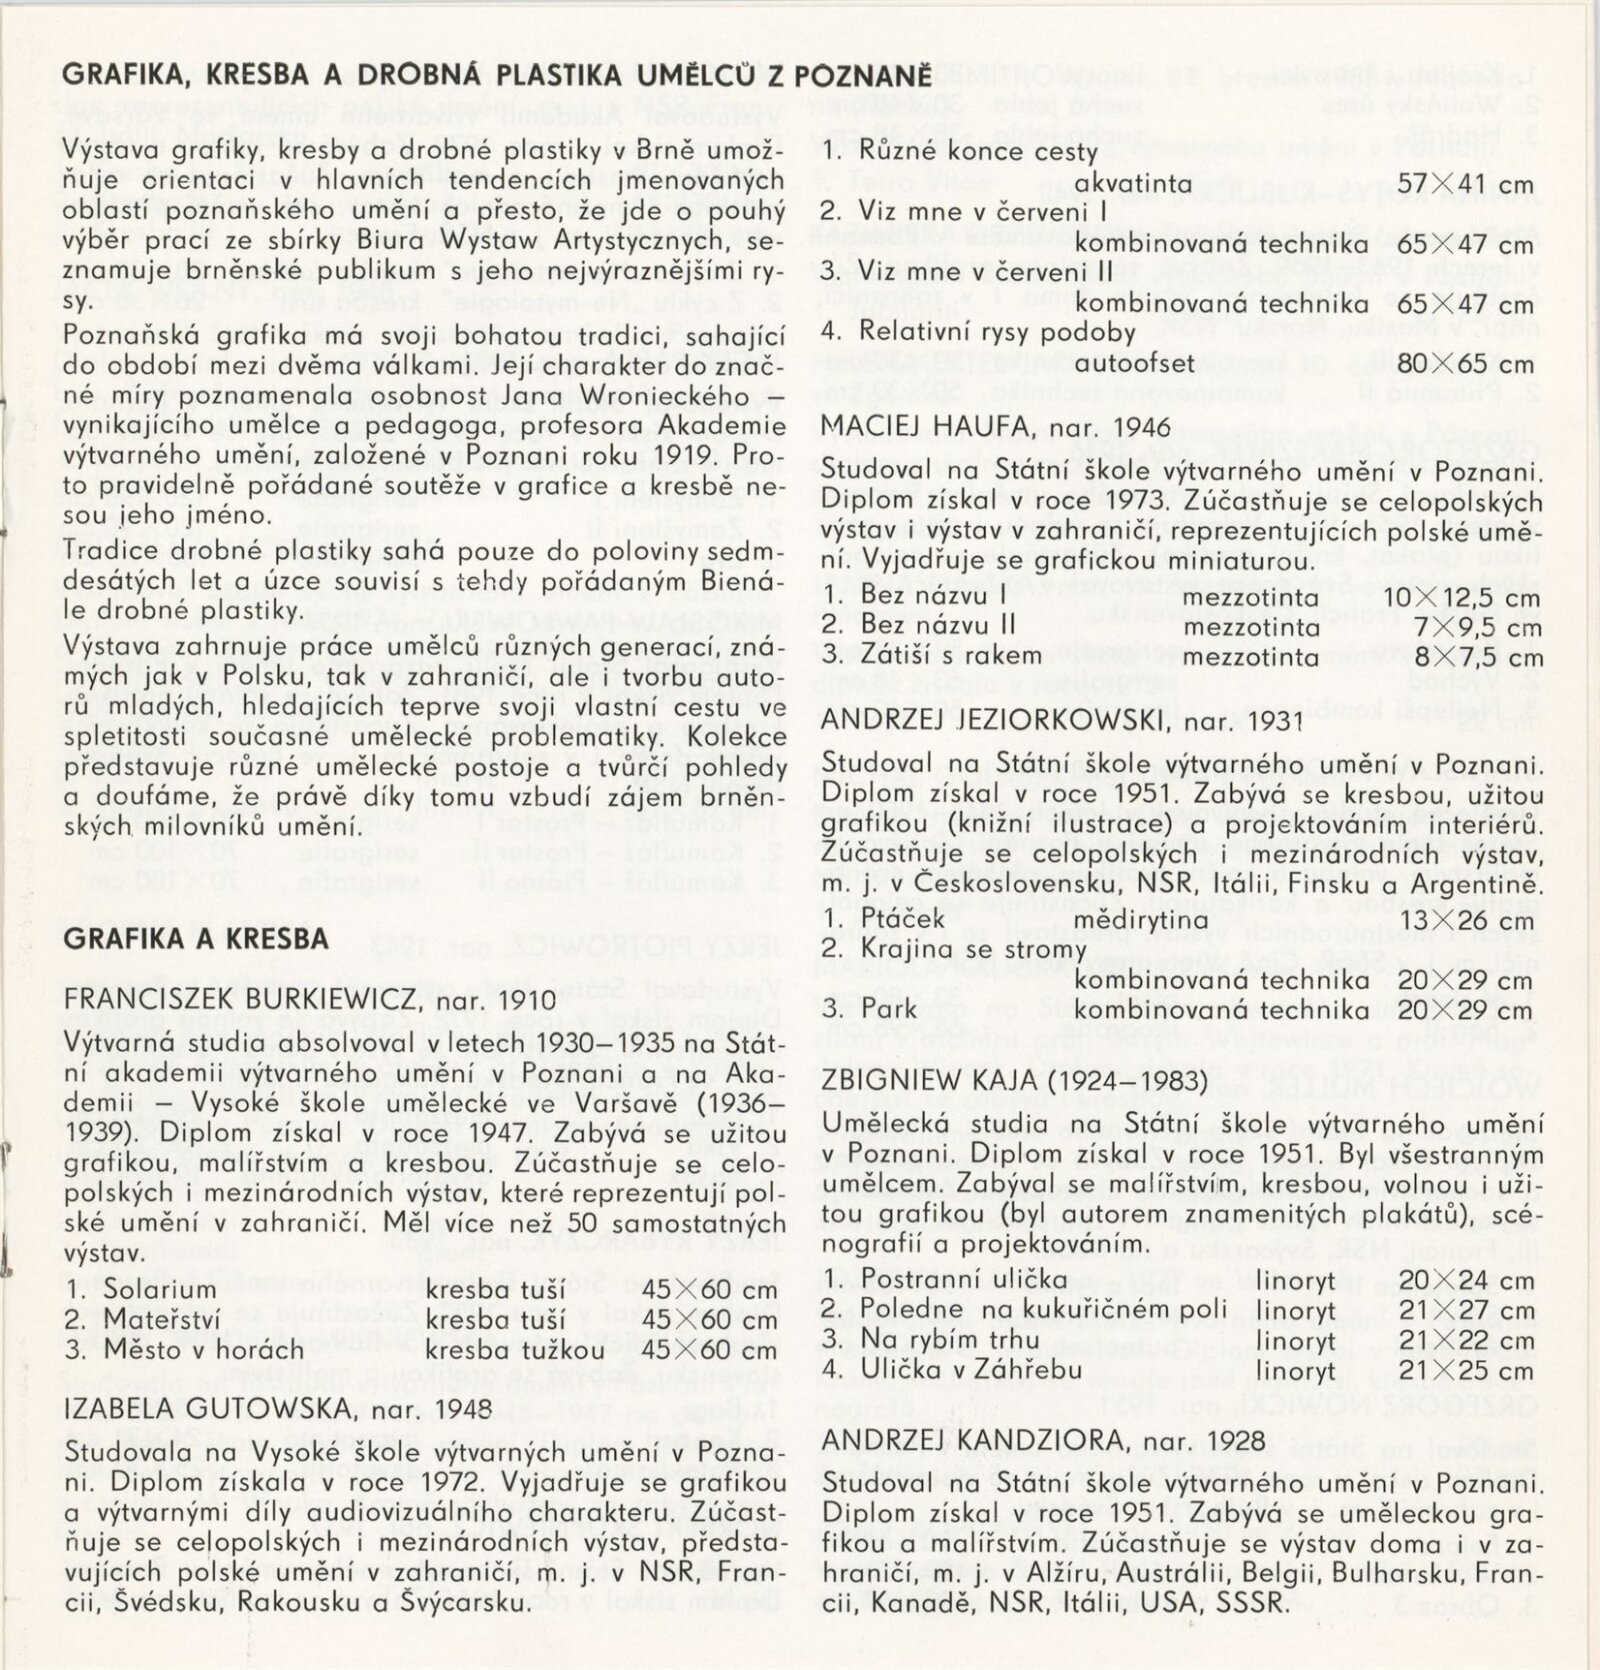 GRAFIKA, KRESBA A DROBNÁ PLASTIKA UMĚLCŮ Z POZNANĚ
Výstava grafiky, kresby a drobné plastiky v Brně umož-
ňuje orientaci v hlavních tendencích jmenovaných
oblastí poznaňského umění a přesto, že jde o pouhý
výběr prací ze sbírky Biura Wystaw Artystycznych, se-
znamuje brněnské publikum s jeho nejvýraznějšími ry-
sy.
Poznaňská grafika má svoji bohatou tradici, sahající
do období mezi dvěma válkami. Její charakter do znač-
né míry poznamenala osobnost Jana Wronieckého –
vynikajícího umělce a pedagoga, profesora Akademie
výtvarného umění, založené v Poznani roku 1919. Pro-
to pravidelně pořádané soutěže v grafice a kresbě ne-
sou jeho jméno.
Tradice drobné plastiky sahá pouze do poloviny sedm-
desátých let a úzce souvisí s tehdy pořádaným Biená-
le drobné plastiky.
Výstava zahrnuje práce umělců různých generací, zná-
mých jak v Polsku, tak v zahraničí, ale i tvorbu auto-
rů mladých, hledajících teprve svoji vlastní cestu ve
spletitosti současné umělecké problematiky. Kolekce
představuje různé umělecké postoje a tvůrčí pohledy
a doufáme, že právě díky tomu vzbudí zájem brněn-
ských milovníků umění.
GRAFIKA A KRESBA
FRANCISZEK BURKIEWICZ, nar. 1910
Výtvarná studia absolvoval v letech 1930–1935 na Stát-
ní akademii výtvarného umění v Poznani a na Aka-
demii – Vysoké škole umělecké ve Varšavě (1936–
1939). Diplom získal v roce 1947. Zabývá se užitou
grafikou, malířstvím a kresbou. Zúčastňuje se celo-
polských i mezinárodních výstav, které reprezentují pol-
ské umění v zahraničí. Měl více než 50 samostatných
výstav.
1. Solarium kresba tuší 45×60 cm
2. Mateřství kresba tuší 45×60 cm
3. Město v horách kresba tužkou 45×60 cm
IZABELA GUTOWSKA, nar. 1948
Studovala na Vysoké škole výtvarných umění v Pozna-
ni. Diplom získala v roce 1972. Vyjadřuje se grafikou
a výtvarnými díly audiovizuálního charakteru. Zúčast-
ňuje se celopolských i mezinárodních výstav, předsta-
vujících polské umění v zahraničí, m. j. v NSR, Fran-
cii, Švédsku, Rakousku a Švýcarsku.
1. Různé konce cesty
akvatinta 57×41 cm
2. Viz mne v červeni I
kombinovaná technika 65×47 cm
3. Viz mne v červeni II
kombinovaná technika 65×47 cm
4. Relativní rysy podoby
autoofset 80×65 cm
MACIEJ HAUFA, nar. 1946
Studoval na Státní škole výtvarného umění v Poznani.
Diplom získal v roce 1973. Zúčastňuje se celopolských
výstav i výstav v zahraničí, reprezentujících polské umě-
ní. Vyjadřuje se grafickou miniaturou.
1. Bez názvu I mezzotinta 10×12,5 cm
2. Bez názvu II mezzotinta 7×9,5 cm
3. Zátiší s rakem mezzotinta 8×7,5 cm
ANDRZEJ JEZIORKOWSKI, nar. 1931
Studoval na Státní škole výtvarného umění v Poznani.
Diplom získal v roce 1951. Zabývá se kresbou, užitou
grafikou (knižní ilustrace) a projektováním interiérů.
Zúčastňuje se celopolských i mezinárodních výstav,
m. j. v Československu, NSR, Itálii, Finsku a Argentině.
1. Ptáček mědirytina 13×26 cm
2. Krajina se stromy
kombinovaná technika 20×29 cm
3. Park kombinovaná technika 20×29 cm
ZBIGNIEW KAJA (1924–1983)
Umělecká studia na Státní škole výtvarného umění
v Poznani. Diplom získal v roce 1951. Byl všestranným
umělcem. Zabýval se malířstvím, kresbou, volnou i uži-
tou grafikou (byl autorem znamenitých plakátů), scé-
nografií a projektováním.
1. Postranní ulička linoryt 20×24 cm
2. Poledne na kukuřičném poli linoryt 21×27 cm
3. Na rybím trhu linoryt 21×22 cm
4. Ulička v Záhřebu linoryt 21×25 cm
ANDRZEJ KANDZIORA, nar. 1928
Studoval na Státní škole výtvarného umění v Poznani.
Diplom získal v roce 1951. Zabývá se uměleckou gra-
fikou a malířstvím. Zúčastňuje se výstav doma i v za-
hraničí, m. j. v Alžíru, Austrálii, Belgii, Bulharsku, Fran-
cii, Kanadě, NSR, Itálii, USA, SSSR.